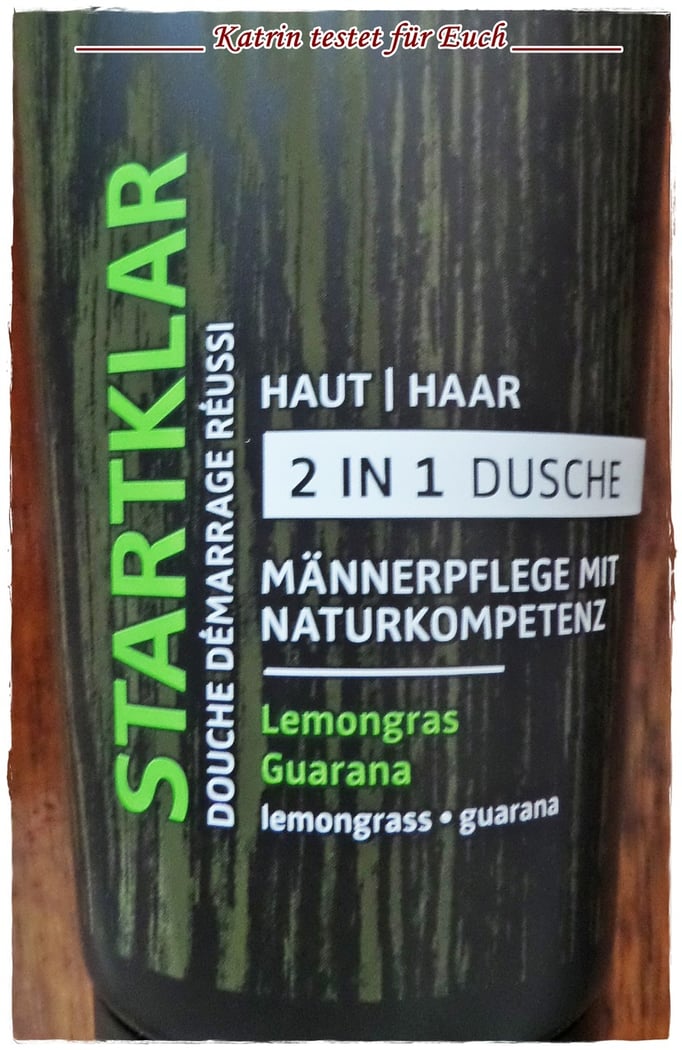 Katrin testet für Euch
STARTKLAR
DOUCHE DÉMARRAGE RÉUSSI
HAUT | HAAR
2 IN 1 DUSCHE
MÄNNERPFLEGE MIT
NATURKOMPETENZ
Lemongras
Guarana
lemongrass • guarana